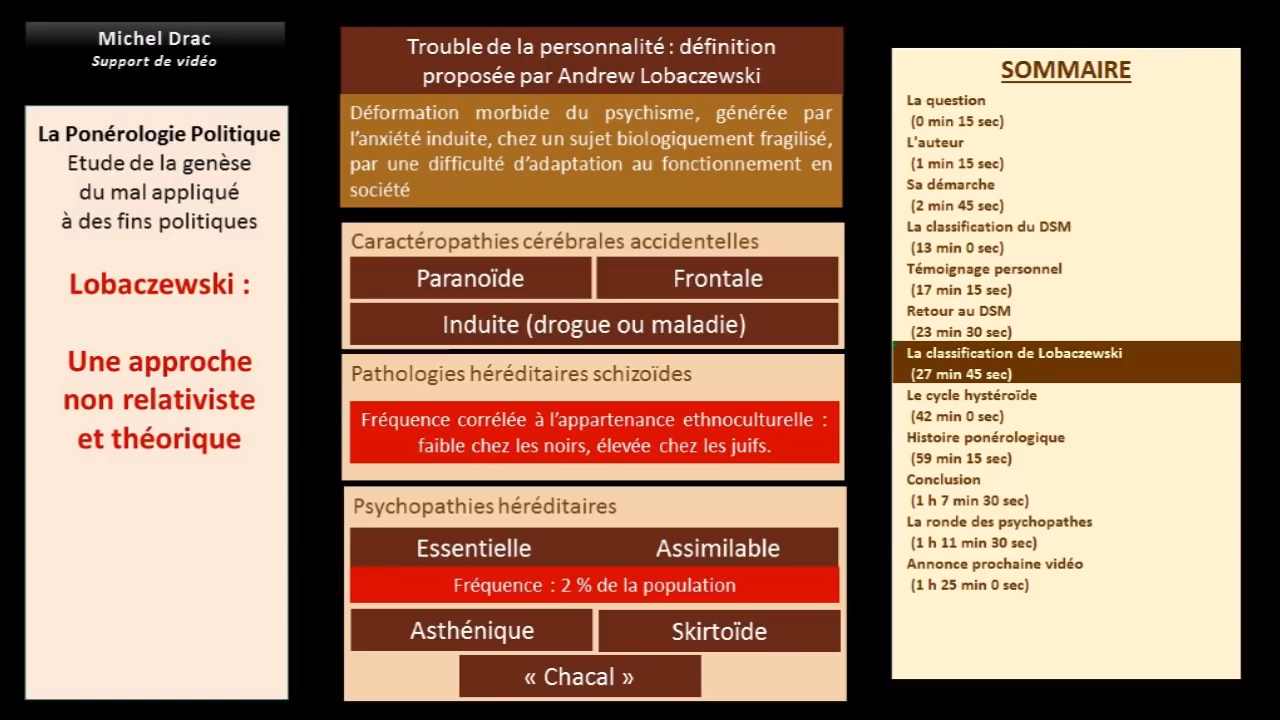 Michel Drac
Support de vidéo
La Ponérologie Politique
Etude de la genèse
du mal appliqué
à des fins politiques
Lobaczewski :
Une approche
non relativiste
et théorique
Trouble de la personnalité : définition
proposée par Andrew Lobaczewski
Déformation morbide du psychisme, générée par
l'anxiété induite, chez un sujet biologiquement fragilisé,
par une difficulté d'adaptation au fonctionnement en
société
Caractéropathies cérébrales accidentelles
Paranoïde
Frontale
Induite (drogue ou maladie)
Pathologies héréditaires schizoïdes
Fréquence corrélée à l'appartenance ethnoculturelle :
faible chez les noirs, élevée chez les juifs.
Psychopathies héréditaires
Essentielle
Assimilable
Fréquence : 2 % de la population
Asthénique
Skirtoïde
« Chacal »
SOMMAIRE
La question
(0 min 15 sec)
L'auteur
(1 min 15 sec)
Sa démarche
(2 min 45 sec)
La classification du DSM
(13 min 0 sec)
Témoignage personnel
(17 min 15 sec)
Retour au DSM
(23 min 30 sec)
La classification de Lobaczewski
(27 min 45 sec)
Le cycle hystéroïde
(42 min 0 sec)
Histoire ponérologique
(59 min 15 sec)
Conclusion
(1 h 7 min 30 sec)
La ronde des psychopathes
(1 h 11 min 30 sec)
Annonce prochaine vidéo
(1 h 25 min 0 sec)